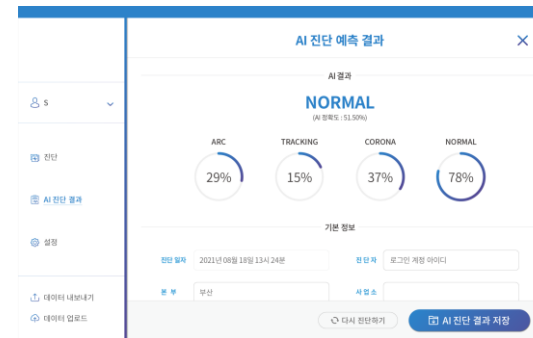 AI 진단 예측 결과
AI 결과
NORMAL
(AI 정확도 : 51.50%)
S
ARC TRACKING CORONA NORMAL
29% 15% 37% 78%
진단
AI 진단 결과
설정
기본 정보
진단 일자 2021년 08월 18일 13시 24분 진 단 자 로그인 계정 아이디
본 부 부산 사 업 소
데이터 내보내기
데이터 업로드
다시 진단하기 AI 진단 결과 저장